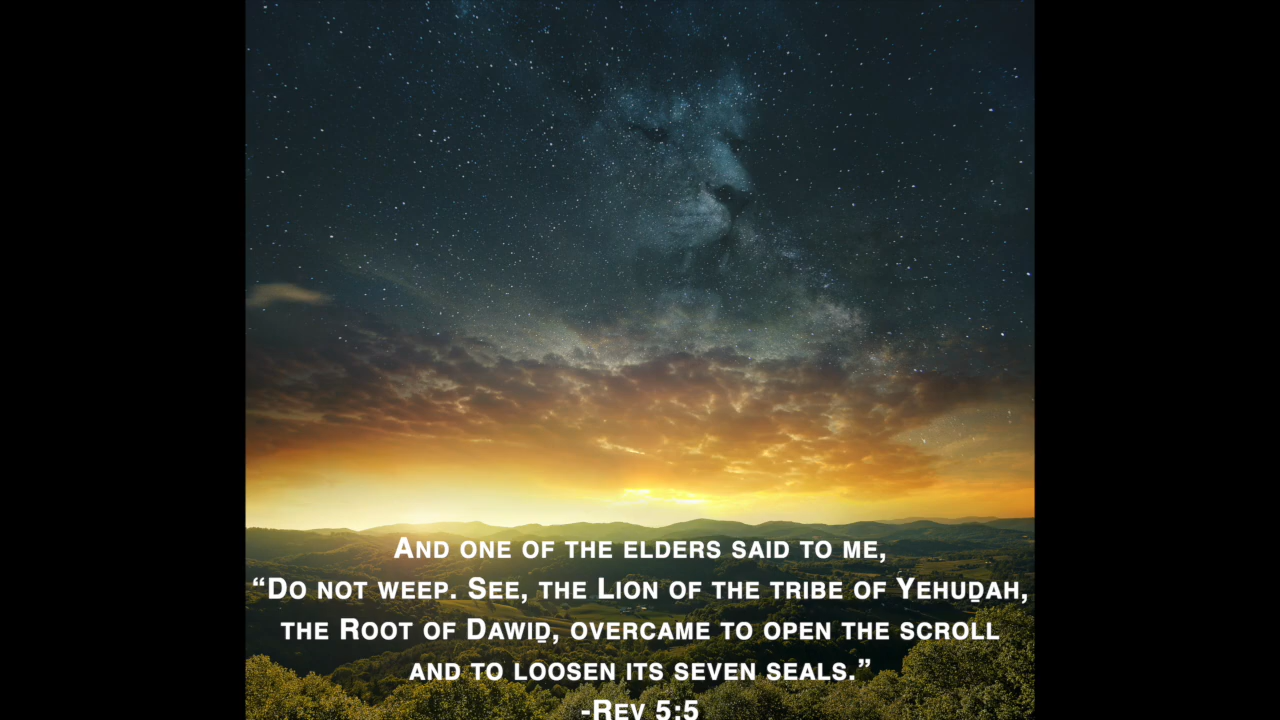 And one of the elders said to me,
“Do not weep. See, the Lion of the tribe of Yehuḏah,
the Root of Dawiḏ, overcame to open the scroll
and to loosen its seven seals.”
-Rev 5:5